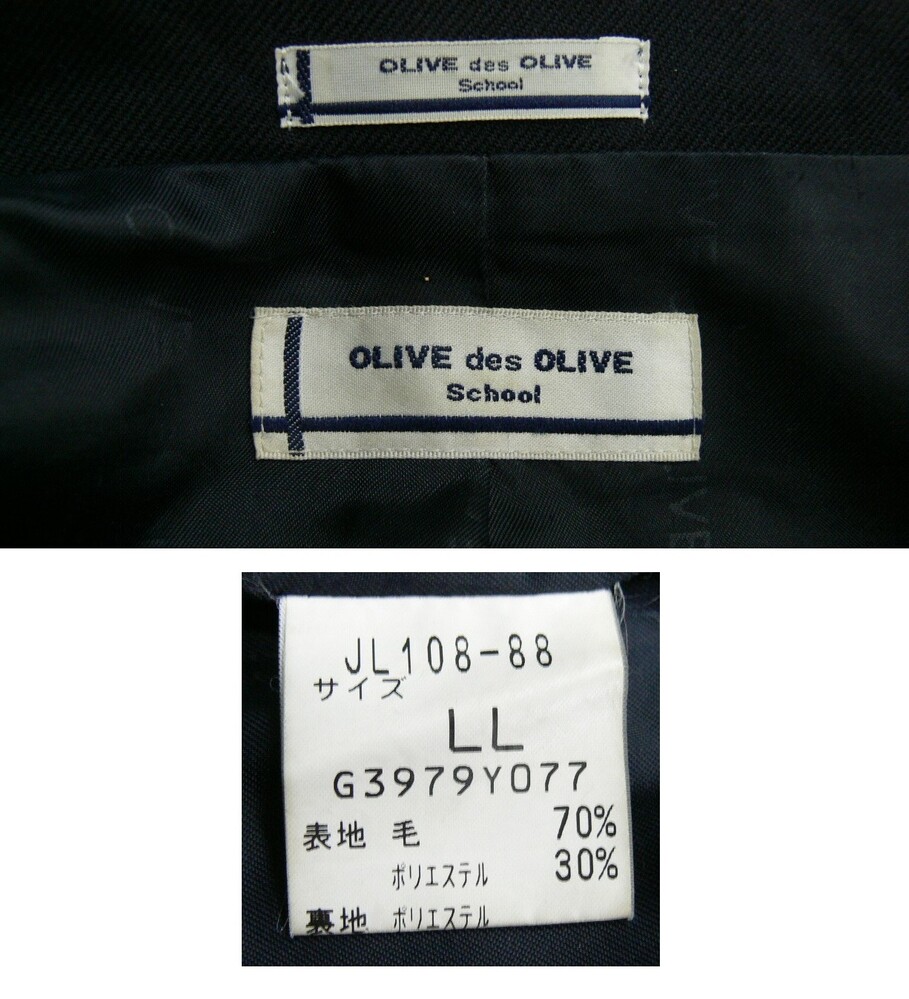 OLIVE des OLIVE
School
OLIVE des OLIVE
School
JL108-88
サイズ
LL
G3979Y077
表地 毛 70%
ポリエステル 30%
裏地 ポリエステル